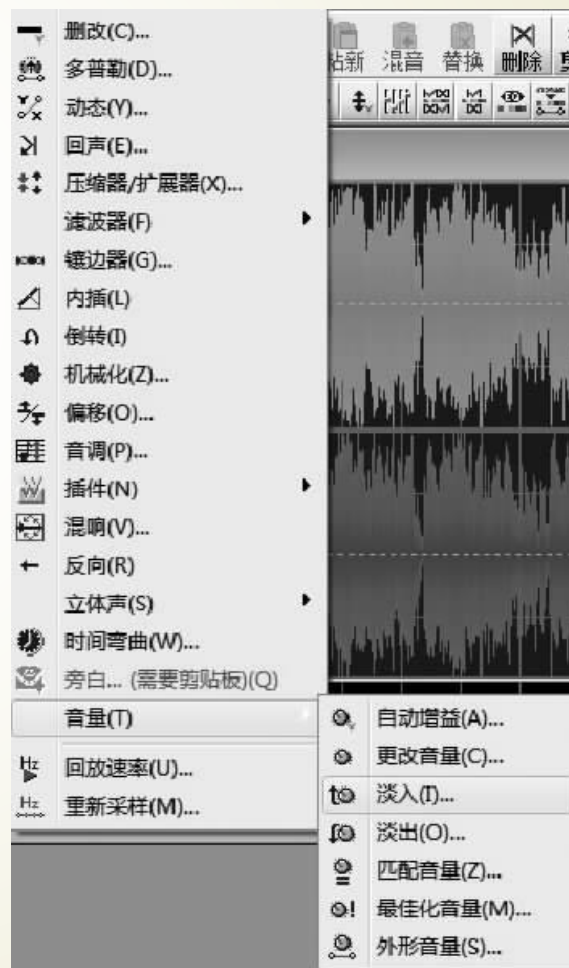 删改(C)...
多普勒(D)...
动态(Y)...
回声(E)...
压缩器/扩展器(X)...
滤波器(F)
镶边器(G)...
内插(L)
倒转(I)
机械化(Z)...
偏移(O)...
音调(P)...
插件(N)
混响(V)...
反向(R)
立体声(S)
时间弯曲(W)...
旁白... (需要剪贴板)(Q)
音量(T)
Hz 回放速率(U)...
Hz 重新采样(M)...
贴新 混音 替换 删除
自动增益(A)...
更改音量(C)...
淡入(I)...
淡出(O)...
匹配音量(Z)...
最佳化音量(M)...
外形音量(S)...